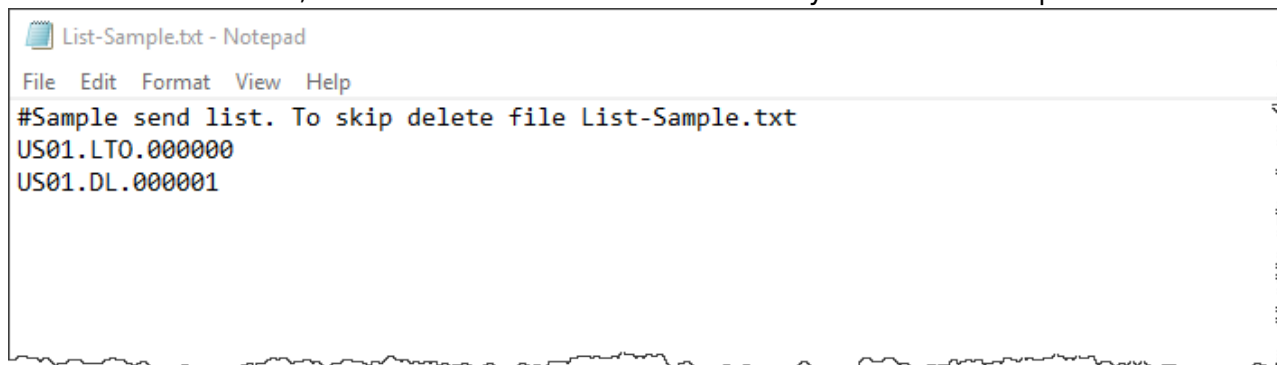 List-Sample.txt - Notepad
File Edit Format View Help
#Sample send list. To skip delete file List-Sample.txt
US01.LTO.000000
US01.DL.000001